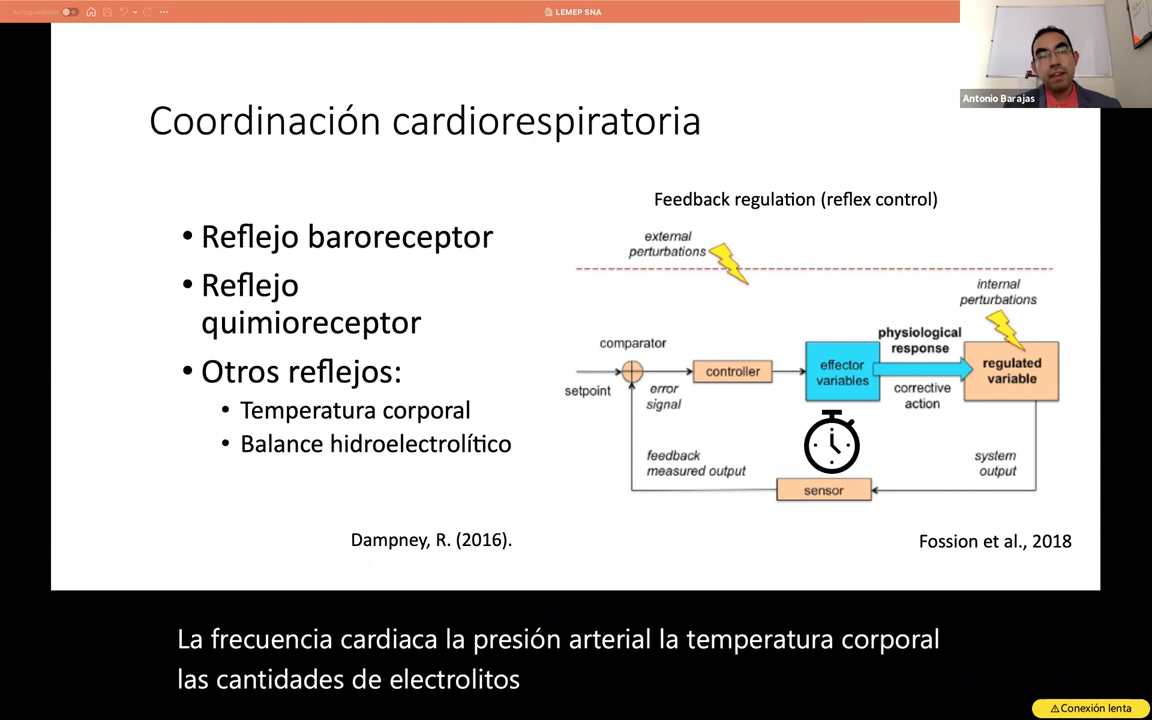 Autoguardado
LEMEP SNA
Antonio Barajas
Coordinación cardiorespiratoria
• Reflejo baroreceptor
• Reflejo
quimioreceptor
• Otros reflejos:
• Temperatura corporal
• Balance hidroelectrolítico
Dampney, R. (2016).
Feedback regulation (reflex control)
external
perturbations
internal
perturbations
comparator
setpoint
error
signal
controller
effector
variables
physiological
response
corrective
action
regulated
variable
feedback
measured output
sensor
system
output
Fossion et al., 2018
La frecuencia cardiaca la presión arterial la temperatura corporal
las cantidades de electrolitos
Conexión lenta